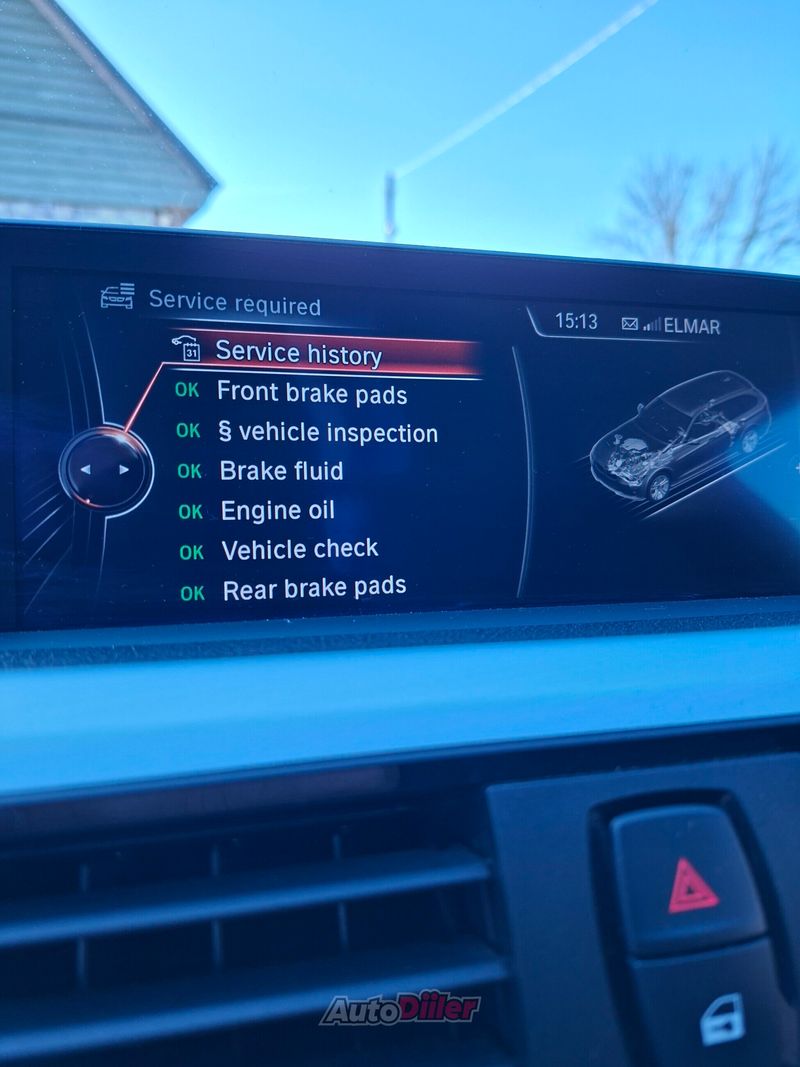 Service required
15:13 ELMAR
31 Service history
OK Front brake pads
OK § vehicle inspection
OK Brake fluid
OK Engine oil
OK Vehicle check
OK Rear brake pads
AutoDiiler